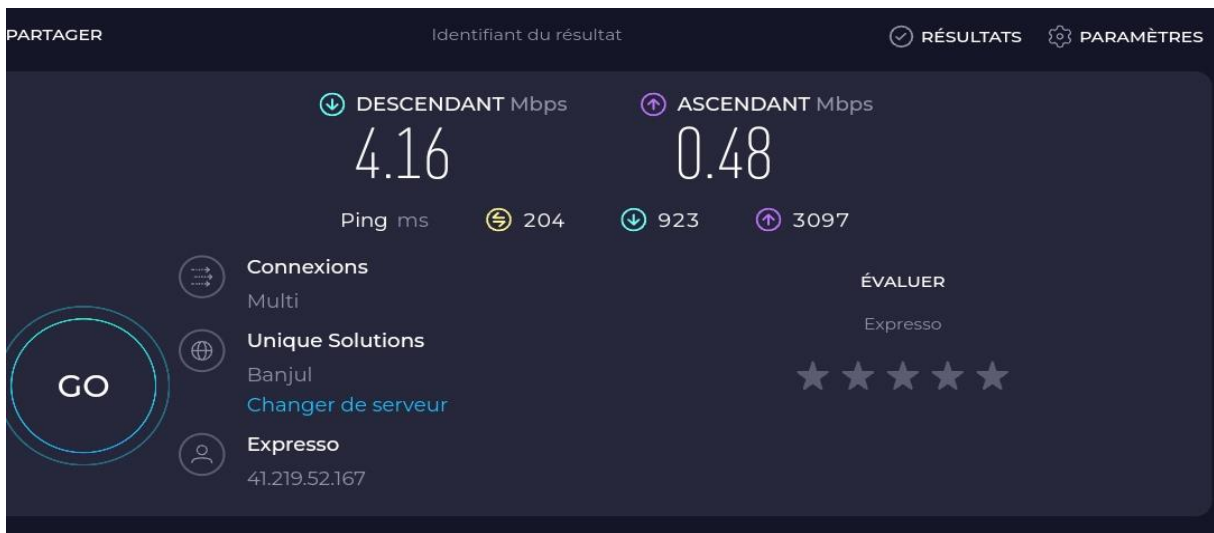 PARTAGER Identifiant du résultat RÉSULTATS PARAMÈTRES
DESCENDANT Mbps ASCENDANT Mbps
4.16 0.48
Ping ms 204 923 3097
Connexions
Multi
Unique Solutions
Banjul
Changer de serveur
Expresso
41.219.52.167
GO
ÉVALUER
Expresso